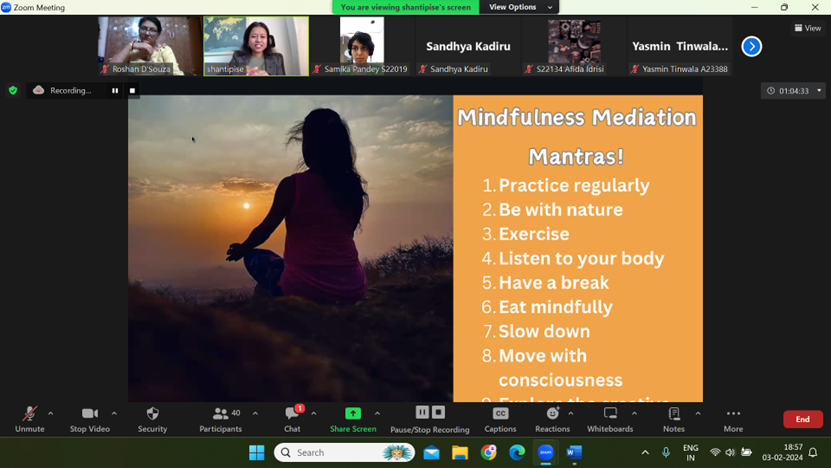 Zoom Meeting
You are viewing shantipise's screen
View Options
Roshan D'Souza
shantipise
Samika Pandey S22019
Sandhya Kadiru
Sandhya Kadiru
S22134 Afida Idrisi
Yasmin Tinwala...
Yasmin Tinwala A23388
View
Recording...
01:04:33
Mindfulness Mediation
Mantras!
1. Practice regularly
2. Be with nature
3. Exercise
4. Listen to your body
5. Have a break
6. Eat mindfully
7. Slow down
8. Move with
consciousness
9. Explore the creative
Unmute
Stop Video
Security
40
Participants
1
Chat
Share Screen
Pause/Stop Recording
CC
Captions
Reactions
Whiteboards
Notes
More
End
Search
ENG
IN
18:57
03-02-2024